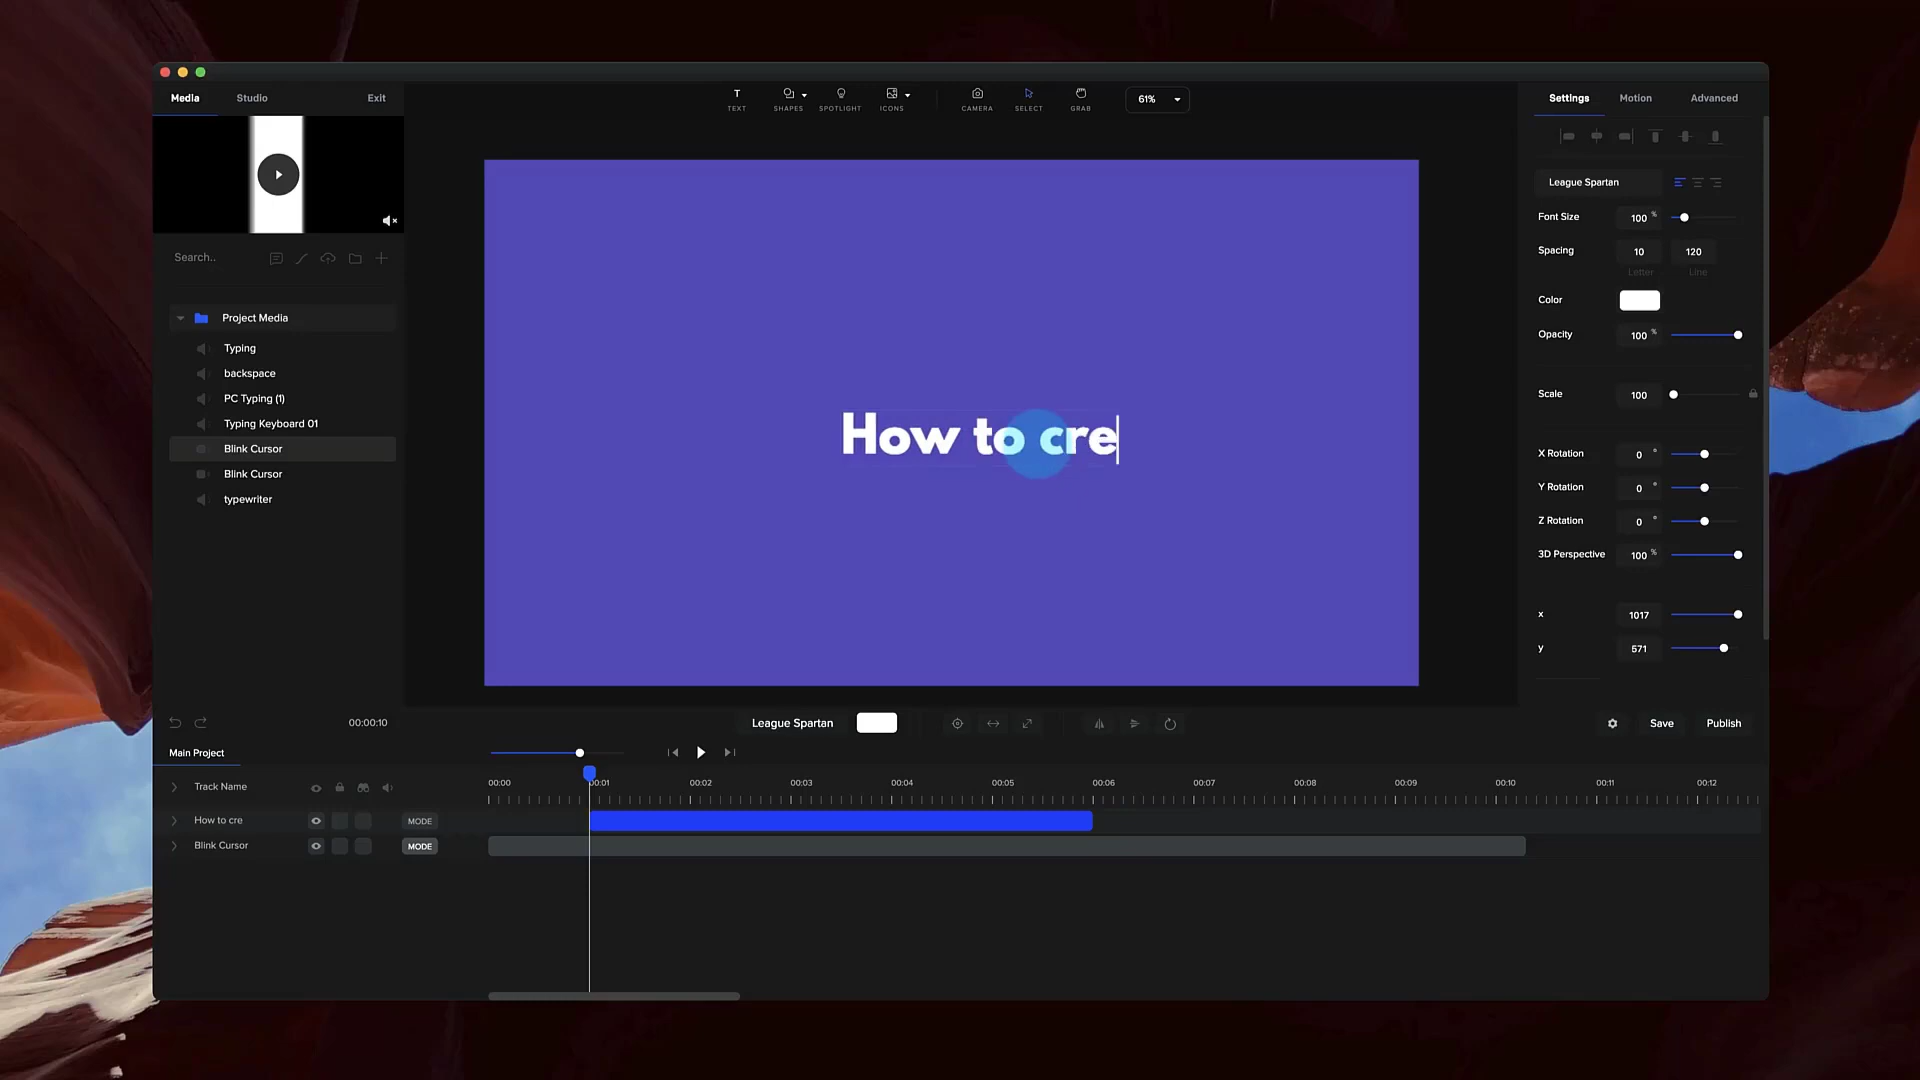 Media Studio Exit
TEXT SHAPES SPOTLIGHT ICONS CAMERA SELECT GRAB 61%
Settings Motion Advanced
Search..
Project Media
Typing
backspace
PC Typing (1)
Typing Keyboard 01
Blink Cursor
Blink Cursor
typewriter
How to cre
League Spartan
Font Size 100 %
Spacing 10 120
Letter Line
Color
Opacity 100 %
Scale 100
X Rotation 0 °
Y Rotation 0 °
Z Rotation 0 °
3D Perspective 100 %
x 1017
y 571
00:00:10 League Spartan Save Publish
Main Project
Track Name 00:00 00:01 00:02 00:03 00:04 00:05 00:06 00:07 00:08 00:09 00:10 00:11 00:12
How to cre MODE
Blink Cursor MODE